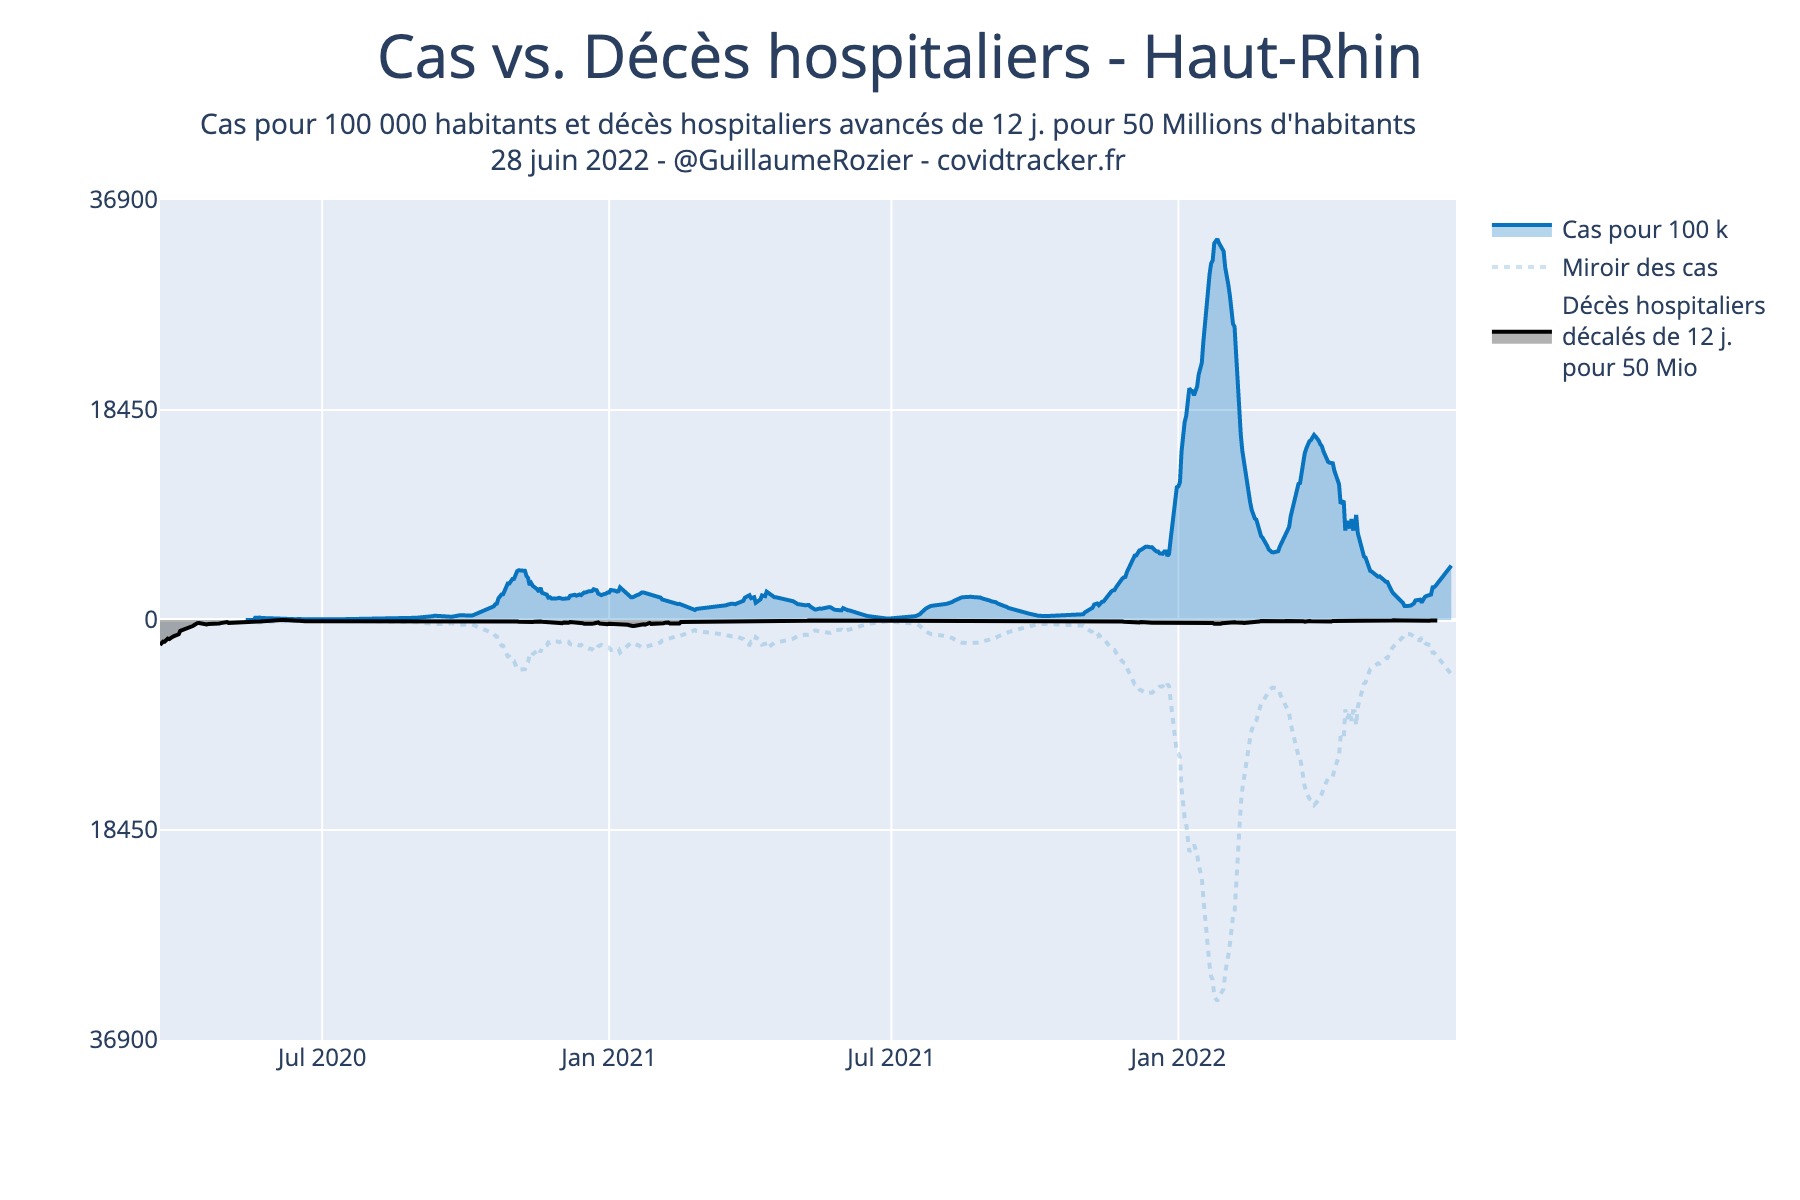 Cas vs. Décès hospitaliers - Haut-Rhin
Cas pour 100 000 habitants et décès hospitaliers avancés de 12 j. pour 50 Millions d'habitants
28 juin 2022 - @GuillaumeRozier - covidtracker.fr
36900
18450
0
18450
36900
Jul 2020
Jan 2021
Jul 2021
Jan 2022
Cas pour 100 k
Miroir des cas
Décès hospitaliers
décalés de 12 j.
pour 50 Mio